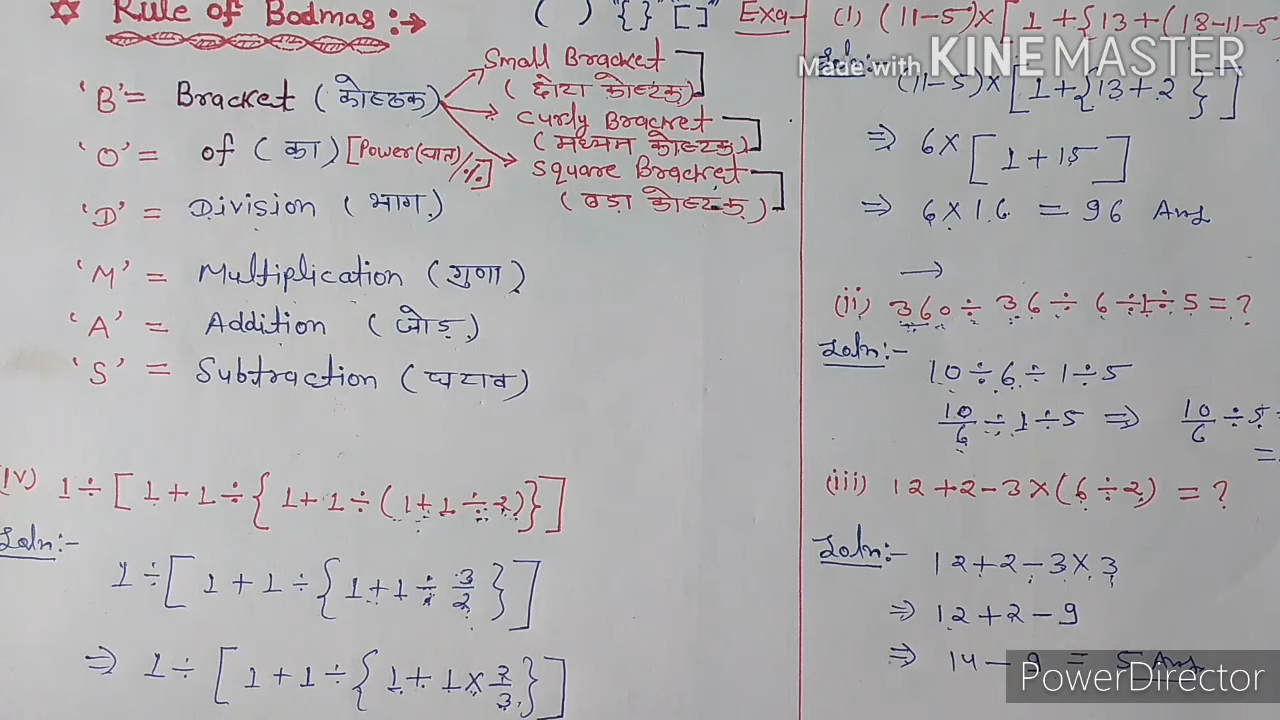 Rule of Bodmas :→
( ) "{ }" [ ]
'B' = Bracket (कोष्ठक)
Small Bracket
(छोटा कोष्टक)
Curly Bracket
(मध्यम कोष्टक)
Square Bracket
(बड़ा कोष्टक)
'O' = of (का) [Power(घात)/%]
'D' = Division (भाग)
'M' = Multiplication (गुणा)
'A' = Addition (जोड़)
'S' = Subtraction (घटाव)
(iv) 1÷[1+1÷{1+1÷(1+1÷2)}]
Soln:-
1÷[1+1÷{1+1÷3/2}]
⇒ 1÷[1+1÷{1+1×2/3}]
Exa- (i) (11-5)×[1+{13+(18-11-5
Soln:-
(11-5)×[1+{13+2}]
⇒ 6×[1+15]
⇒ 6×16 = 96 Ans
→
(ii) 360÷36÷6÷1÷5=?
Soln:-
10÷6÷1÷5
10/6÷1÷5 ⇒ 10/6÷5=
=
(iii) 12+2-3×(6÷2) = ?
Soln:- 12+2-3×3
⇒ 12+2-9
⇒ 14-9 = 5 Ans
Made with KINEMASTER
PowerDirector